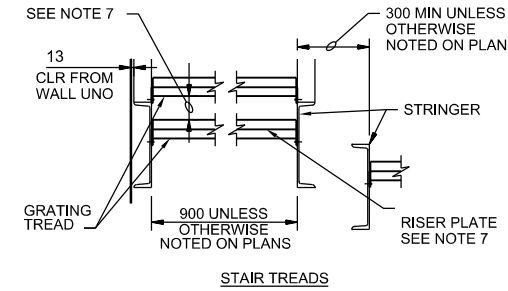 SEE NOTE 7
300 MIN UNLESS
OTHERWISE
NOTED ON PLAN
13
CLR FROM
WALL UNO
STRINGER
GRATING
TREAD
900 UNLESS
OTHERWISE
NOTED ON PLANS
RISER PLATE
SEE NOTE 7
STAIR TREADS